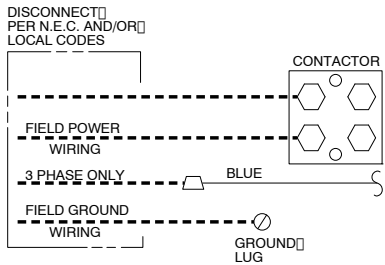 DISCONNECT
PER N.E.C. AND/OR
LOCAL CODES
CONTACTOR
FIELD POWER
WIRING
3 PHASE ONLY
BLUE
FIELD GROUND
WIRING
GROUND
LUG